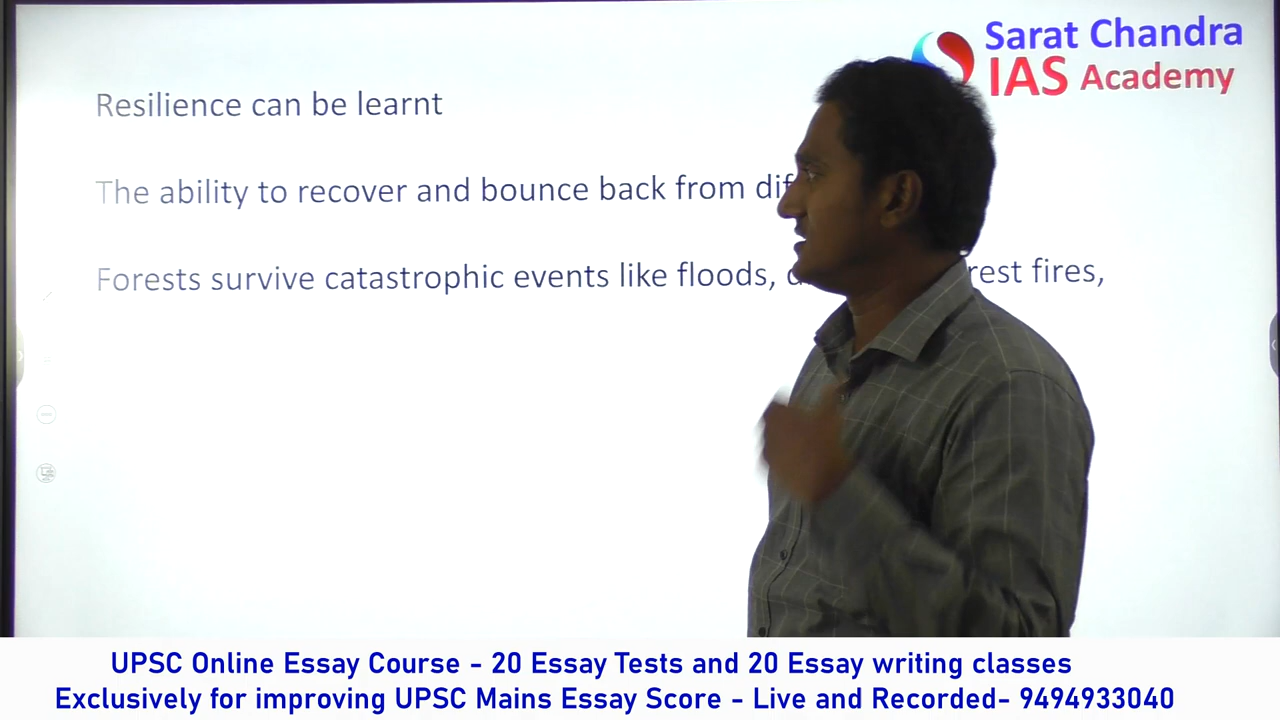 Sarat Chandra
IAS Academy
Resilience can be learnt
The ability to recover and bounce back from
Forests survive catastrophic events like floods, fires,
UPSC Online Essay Course - 20 Essay Tests and 20 Essay writing classes
Exclusively for improving UPSC Mains Essay Score - Live and Recorded- 9494933040